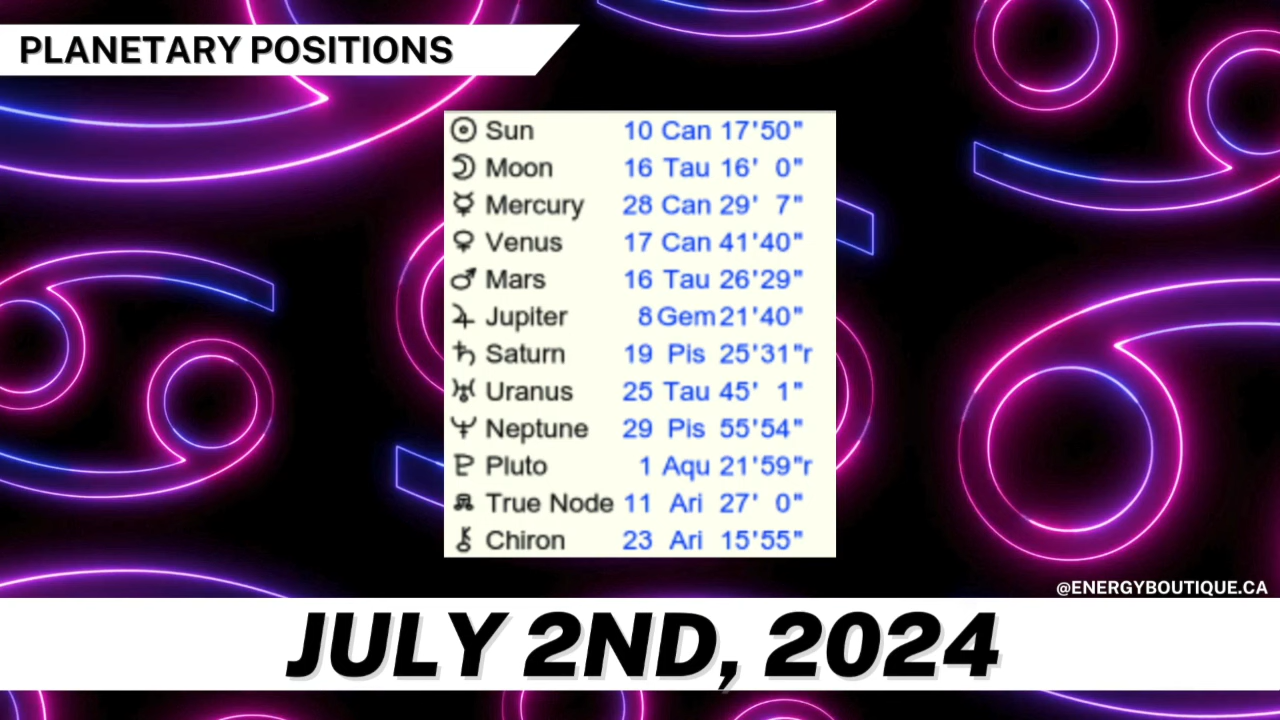 PLANETARY POSITIONS
☉ Sun 10 Can 17'50"
☽ Moon 16 Tau 16' 0"
☿ Mercury 28 Can 29' 7"
♀ Venus 17 Can 41'40"
♂ Mars 16 Tau 26'29"
♃ Jupiter 8 Gem 21'40"
♄ Saturn 19 Pis 25'31"r
♅ Uranus 25 Tau 45' 1"
♆ Neptune 29 Pis 55'54"
♇ Pluto 1 Aqu 21'59"r
☊ True Node 11 Ari 27' 0"
⚷ Chiron 23 Ari 15'55"
@ENERGYBOUTIQUE.CA
JULY 2ND, 2024